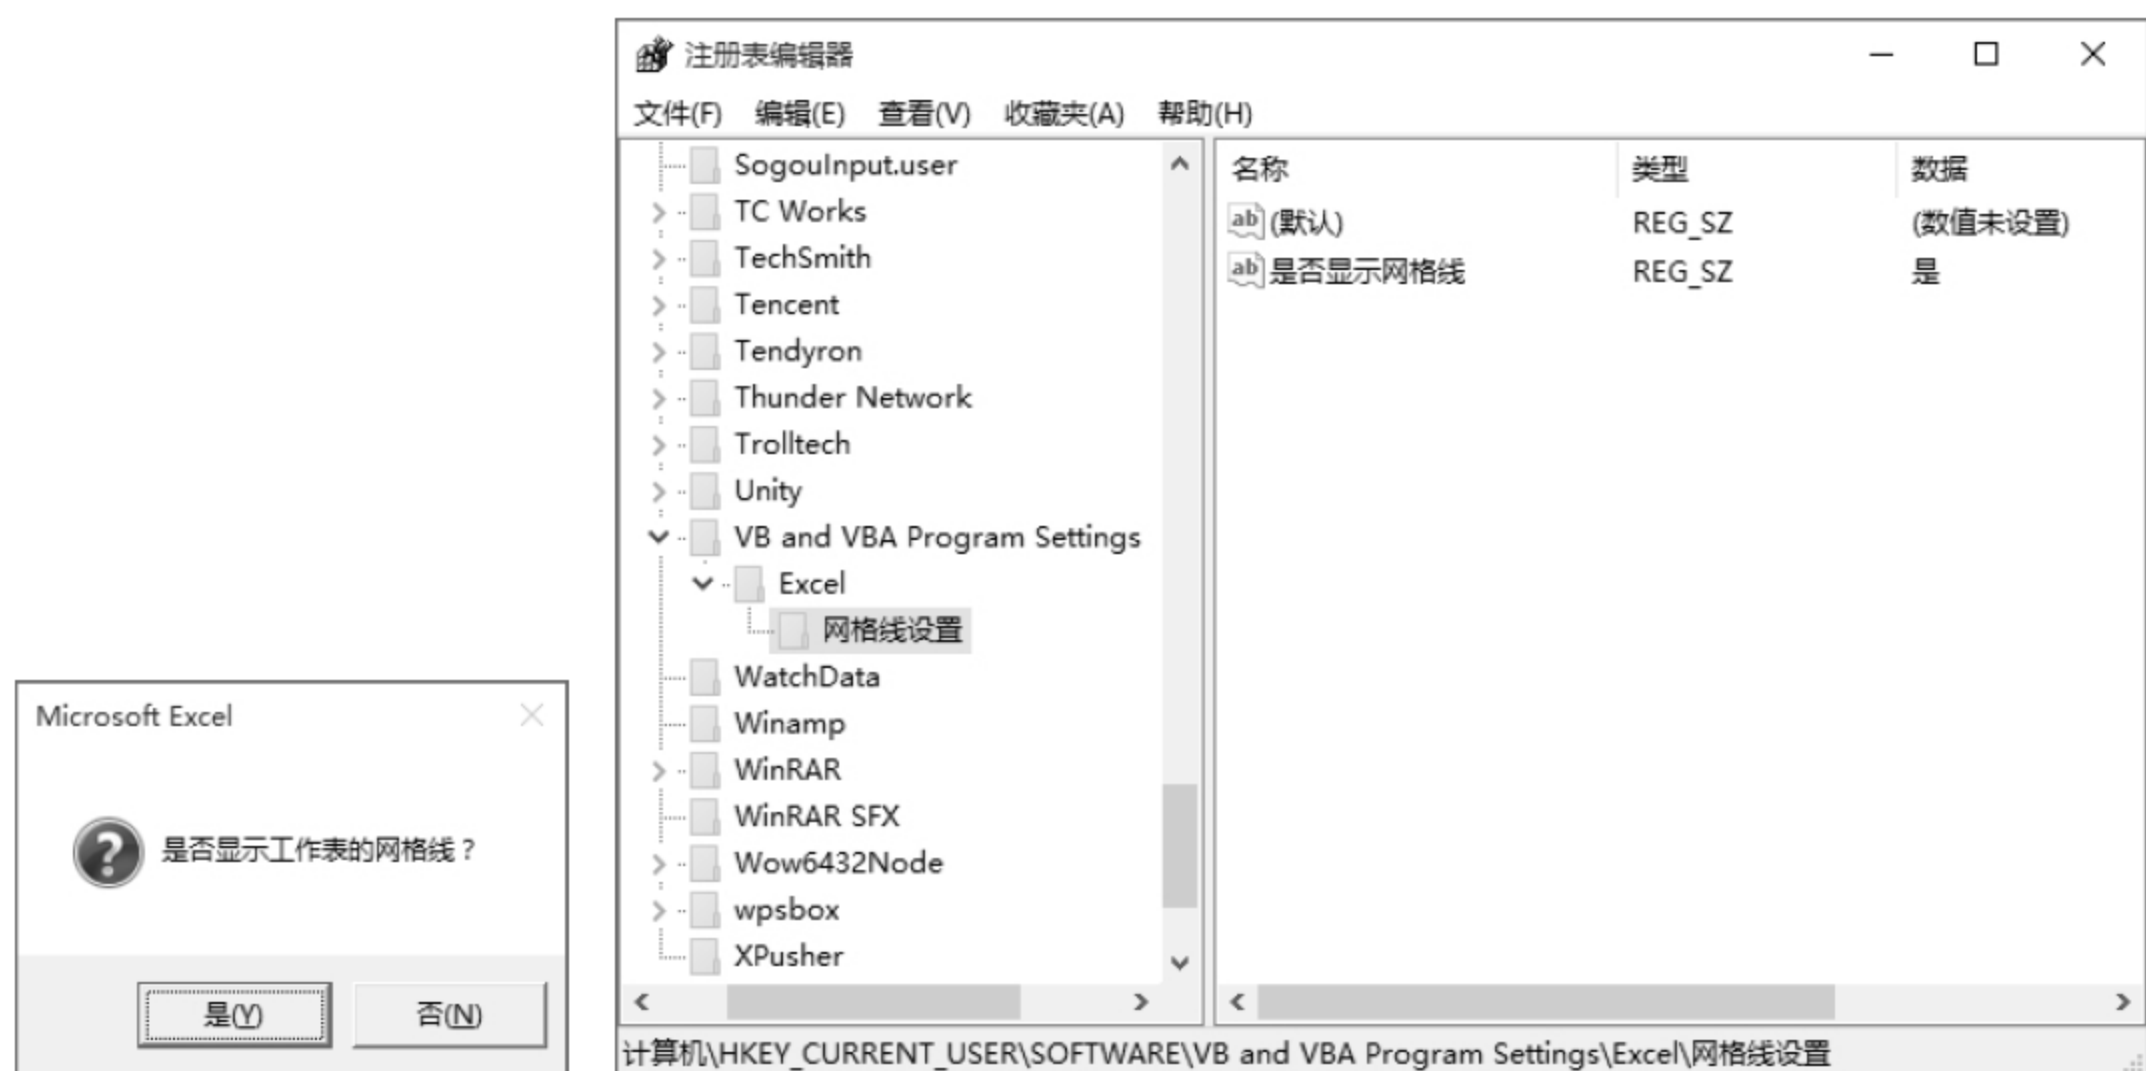 Microsoft Excel
是否显示工作表的网格线？
是(Y)
否(N)
注册表编辑器
文件(F) 编辑(E) 查看(V) 收藏夹(A) 帮助(H)
SogouInput.user
TC Works
TechSmith
Tencent
Tendyron
Thunder Network
Trolltech
Unity
VB and VBA Program Settings
Excel
网格线设置
WatchData
Winamp
WinRAR
WinRAR SFX
Wow6432Node
wpsbox
XPusher
名称 类型 数据
ab (默认) REG_SZ (数值未设置)
ab 是否显示网格线 REG_SZ 是
计算机\HKEY_CURRENT_USER\SOFTWARE\VB and VBA Program Settings\Excel\网格线设置